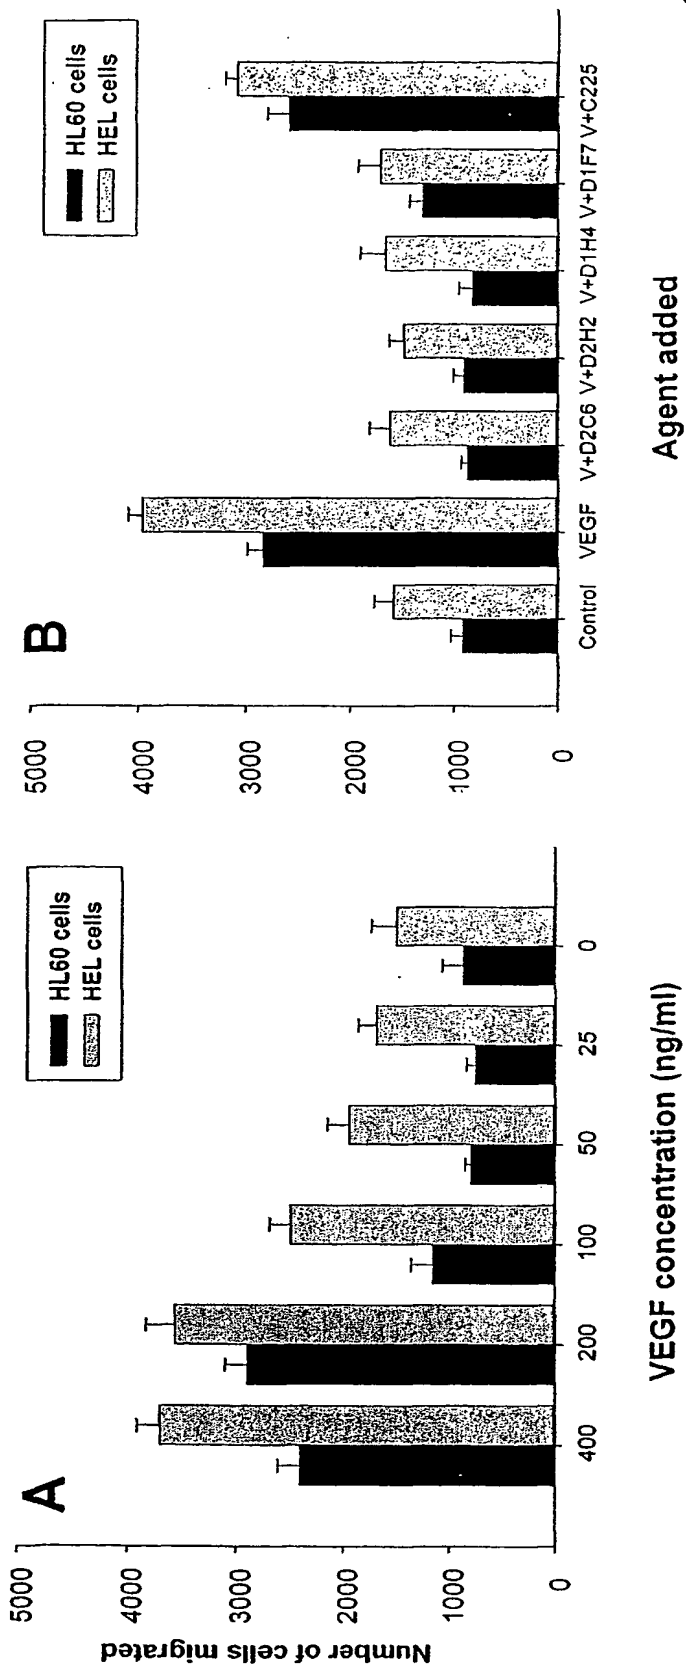 A
HL60 cells
HEL cells
Number of cells migrated
5000
4000
3000
2000
1000
0
400
200
100
50
25
0
VEGF concentration (ng/ml)
B
HL60 cells
HEL cells
5000
4000
3000
2000
1000
0
Control
VEGF
V+D2C6
V+D2H2
V+D1H4
V+D1F7
V+C225
Agent added